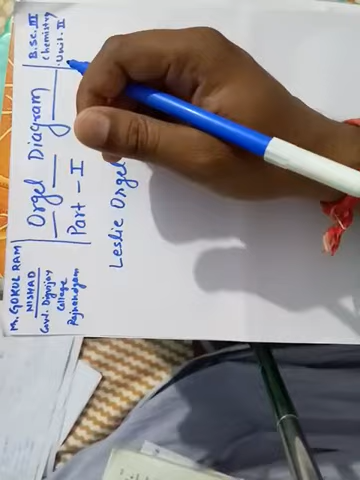 M. GOKUL RAM
NISHAD
Govt. Digvijay
College
Rajnandgaon
Orgel Diagram
Part - I
B.Sc. III
Chemistry
Unit. II
Leslie Orgel